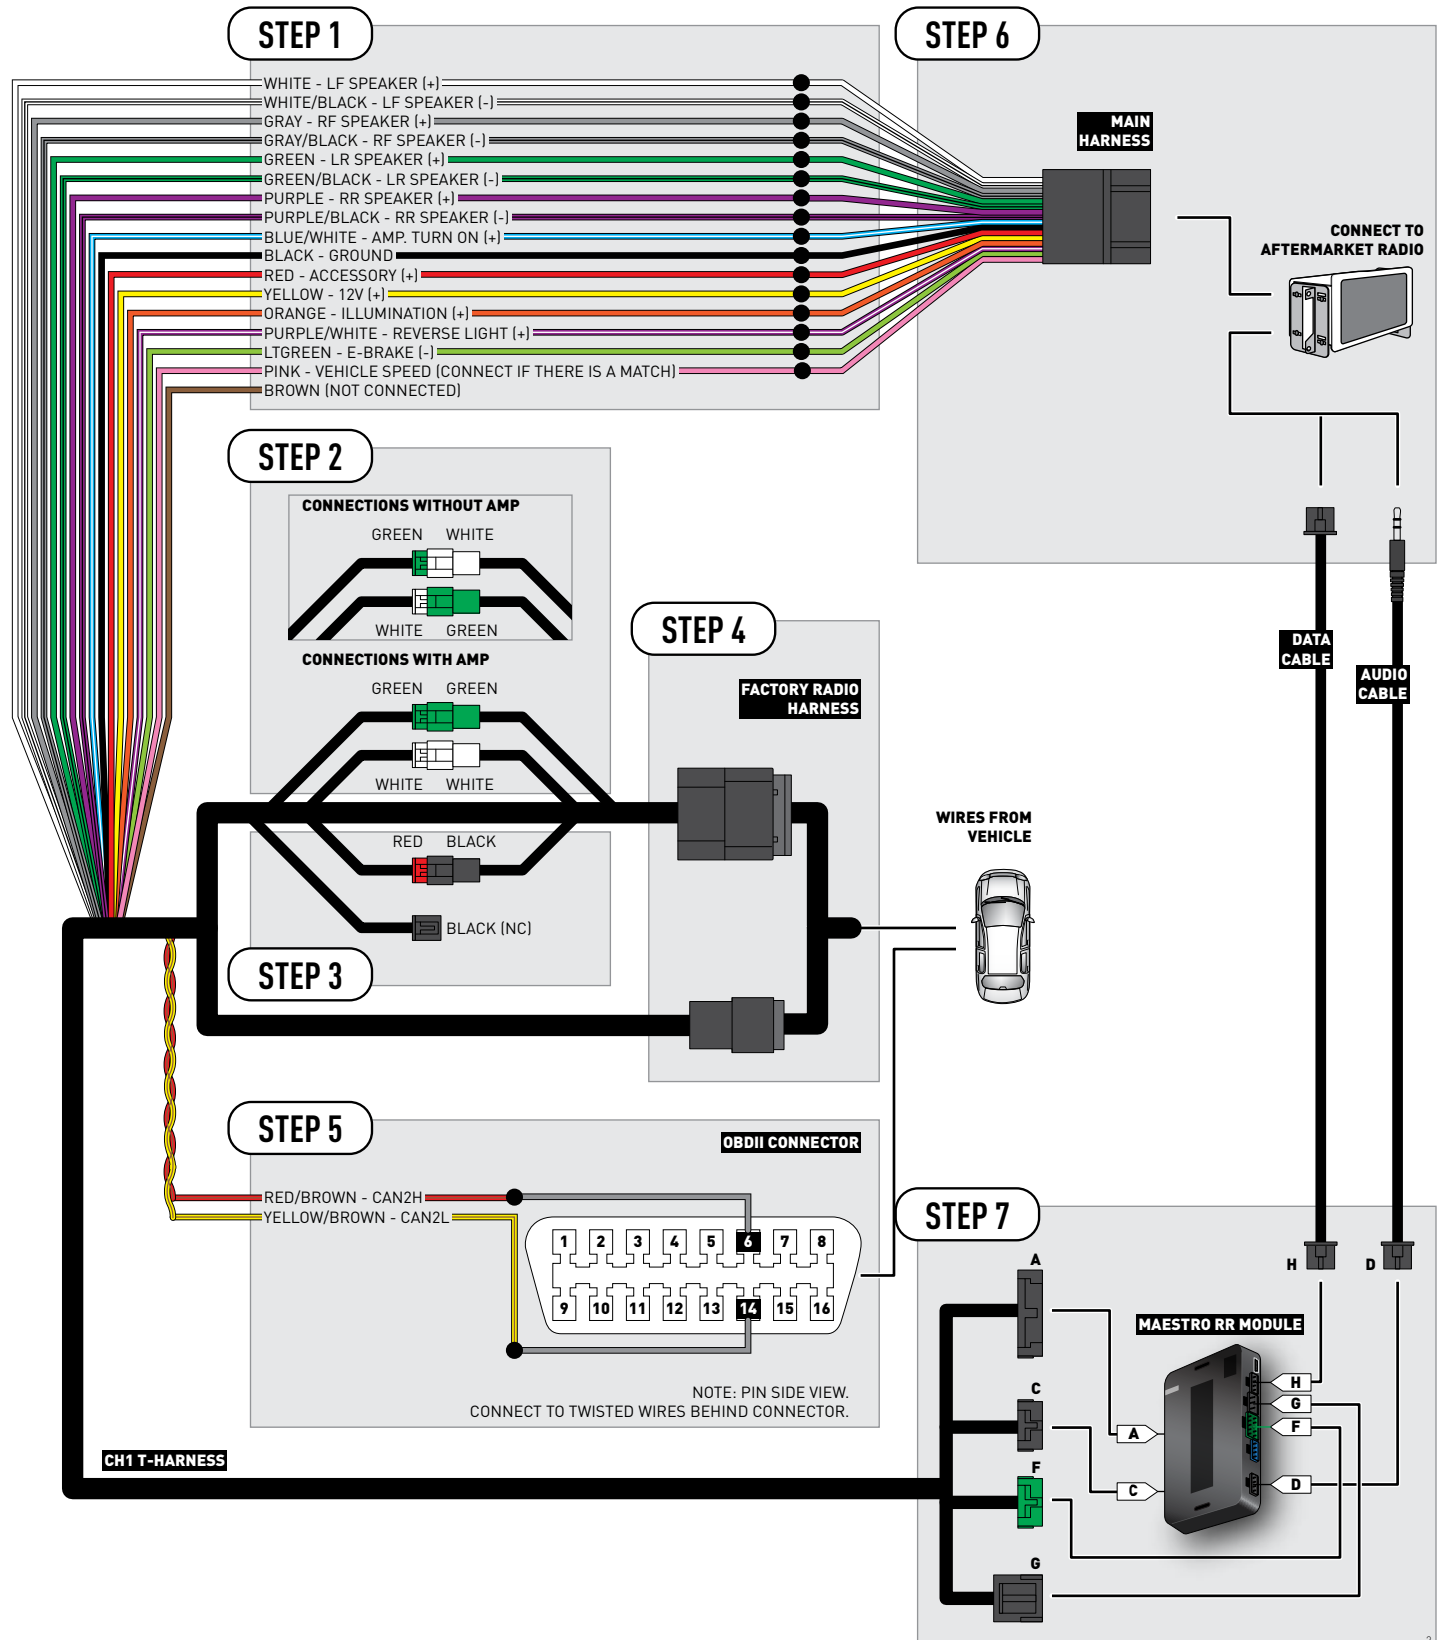 STEP 1
WHITE - LF SPEAKER (+)
WHITE/BLACK - LF SPEAKER (-)
GRAY - RF SPEAKER (+)
GRAY/BLACK - RF SPEAKER (-)
GREEN - LR SPEAKER (+)
GREEN/BLACK - LR SPEAKER (-)
PURPLE - RR SPEAKER (+)
PURPLE/BLACK - RR SPEAKER (-)
BLUE/WHITE - AMP. TURN ON (+)
BLACK - GROUND
RED - ACCESSORY (+)
YELLOW - 12V (+)
ORANGE - ILLUMINATION (+)
PURPLE/WHITE - REVERSE LIGHT (+)
LTGREEN - E-BRAKE (-)
PINK - VEHICLE SPEED (CONNECT IF THERE IS A MATCH)
BROWN (NOT CONNECTED)
STEP 6
MAIN
HARNESS
CONNECT TO
AFTERMARKET RADIO
DATA
CABLE
AUDIO
CABLE
STEP 2
CONNECTIONS WITHOUT AMP
GREEN WHITE
WHITE GREEN
CONNECTIONS WITH AMP
GREEN GREEN
WHITE WHITE
RED BLACK
BLACK (NC)
STEP 3
STEP 4
FACTORY RADIO
HARNESS
WIRES FROM
VEHICLE
STEP 5
OBDII CONNECTOR
RED/BROWN - CAN2H
YELLOW/BROWN - CAN2L
1 2 3 4 5 6 7 8
9 10 11 12 13 14 15 16
NOTE: PIN SIDE VIEW.
CONNECT TO TWISTED WIRES BEHIND CONNECTOR.
CH1 T-HARNESS
STEP 7
A
H D
MAESTRO RR MODULE
H
C
G
A F
F
C D
G
2